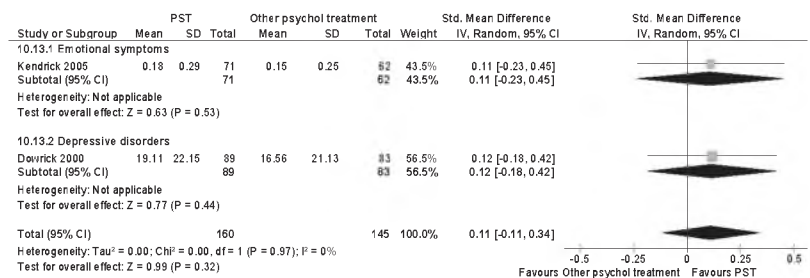 PST Other psychol treatment Std. Mean Difference Std. Mean Difference
Study or Subgroup Mean SD Total Mean SD Total Weight IV, Random, 95% CI IV, Random, 95% CI
10.13.1 Emotional symptoms
Kendrick 2005 0.18 0.29 71 0.15 0.25 62 43.5% 0.11 [-0.23, 0.45]
Subtotal (95% CI) 71 62 43.5% 0.11 [-0.23, 0.45]
Heterogeneity: Not applicable
Test for overall effect: Z = 0.63 (P = 0.53)
10.13.2 Depressive disorders
Dowrick 2000 19.11 22.15 89 16.56 21.13 83 56.5% 0.12 [-0.18, 0.42]
Subtotal (95% CI) 89 83 56.5% 0.12 [-0.18, 0.42]
Heterogeneity: Not applicable
Test for overall effect: Z = 0.77 (P = 0.44)
Total (95% CI) 160 145 100.0% 0.11 [-0.11, 0.34]
Heterogeneity: Tau² = 0.00; Chi² = 0.00, df = 1 (P = 0.97); I² = 0%
Test for overall effect: Z = 0.99 (P = 0.32)
-0.5 -0.25 0 0.25 0.5
Favours Other psychol treatment Favours PST